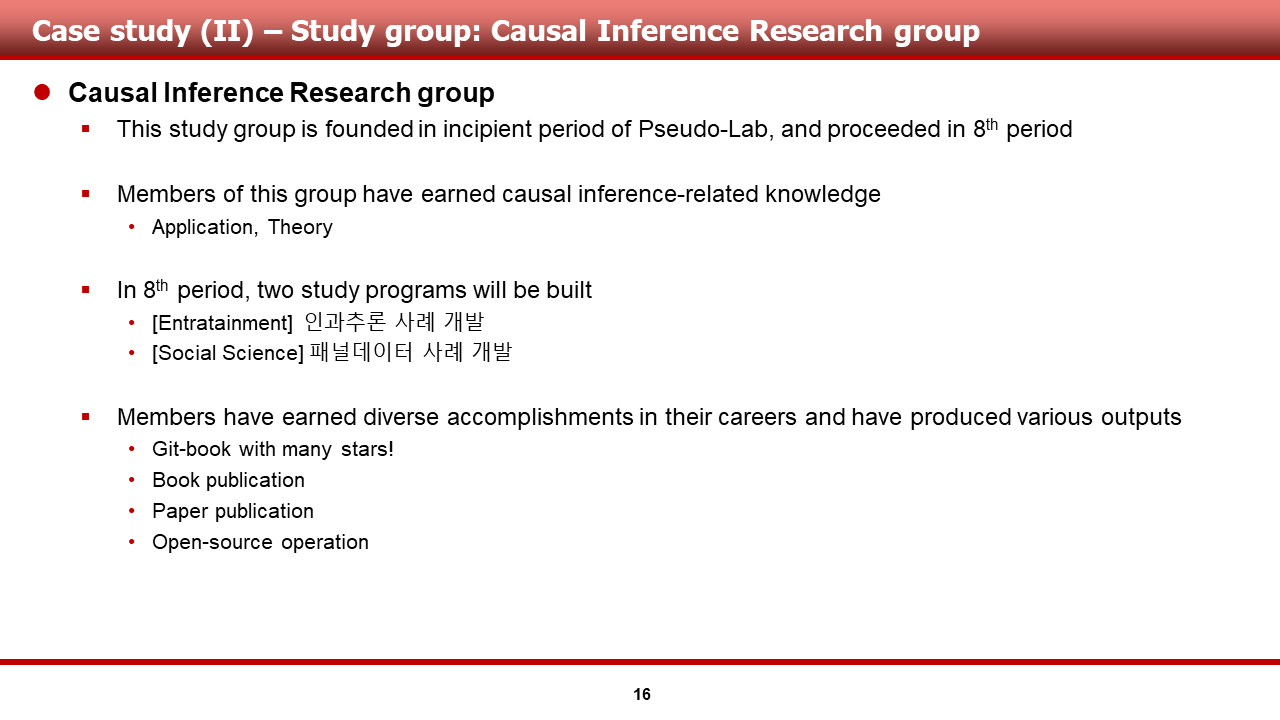 Case study (II) – Study group: Causal Inference Research group
● Causal Inference Research group
▪ This study group is founded in incipient period of Pseudo-Lab, and proceeded in 8th period
▪ Members of this group have earned causal inference-related knowledge
• Application, Theory
▪ In 8th period, two study programs will be built
• [Entratainment] 인과추론 사례 개발
• [Social Science] 패널데이터 사례 개발
▪ Members have earned diverse accomplishments in their careers and have produced various outputs
• Git-book with many stars!
• Book publication
• Paper publication
• Open-source operation
16